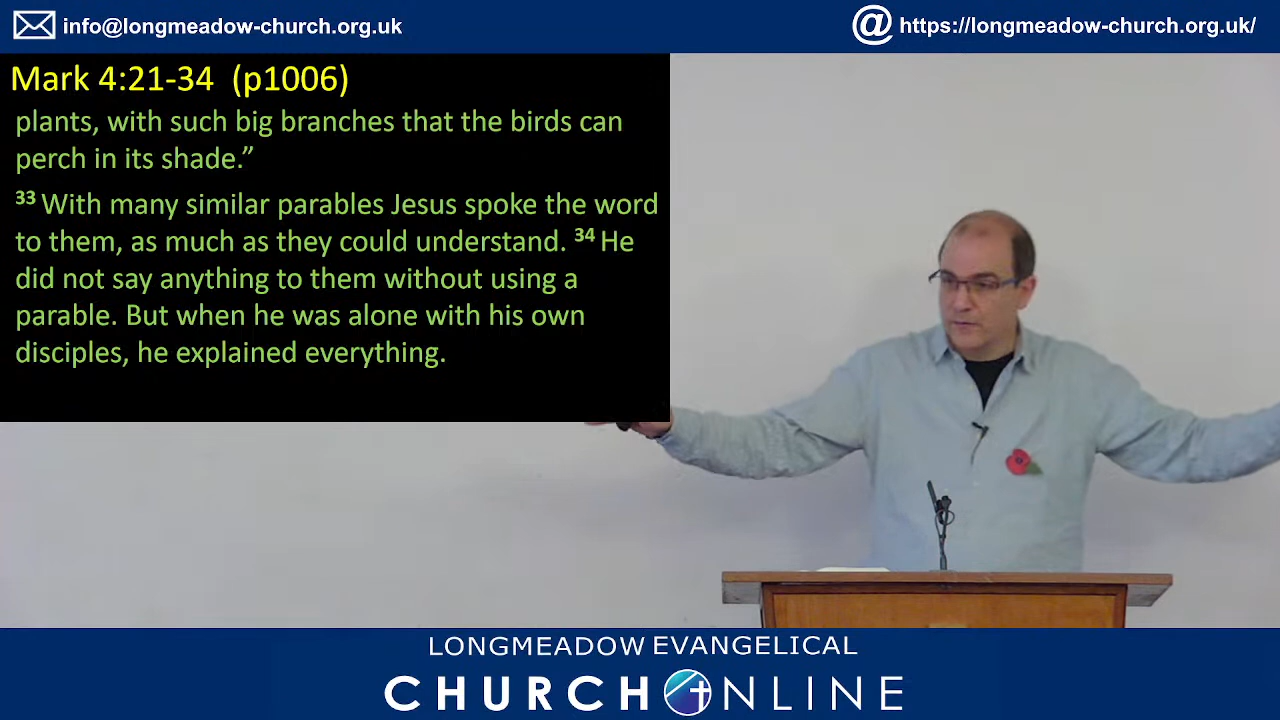 info@longmeadow-church.org.uk
@ https://longmeadow-church.org.uk/
Mark 4:21-34 (p1006)
plants, with such big branches that the birds can
perch in its shade.”
³³ With many similar parables Jesus spoke the word
to them, as much as they could understand. ³⁴ He
did not say anything to them without using a
parable. But when he was alone with his own
disciples, he explained everything.
LONGMEADOW EVANGELICAL
CHURCH ONLINE